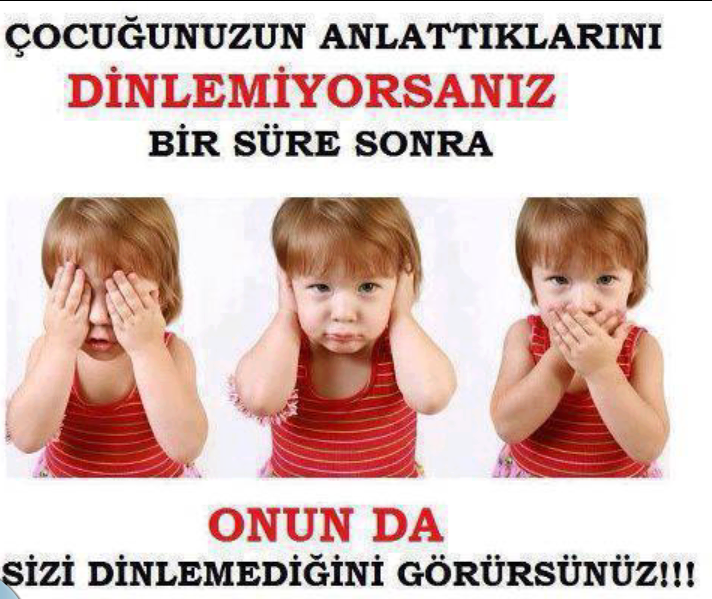 ÇOCUĞUNUZUN ANLATTIKLARINI
DİNLEMİYORSANIZ
BİR SÜRE SONRA
ONUN DA
SİZİ DİNLEMEDİĞİNİ GÖRÜRSÜNÜZ!!!